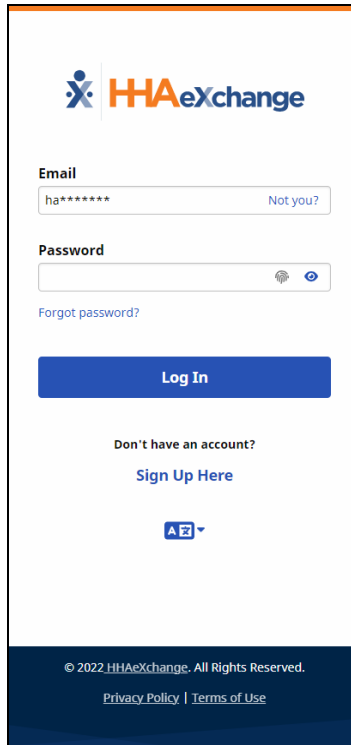 HHAeXchange
Email
ha******* Not you?
Password
Forgot password?
Log In
Don't have an account?
Sign Up Here
A 文
© 2022 HHAeXchange. All Rights Reserved.
Privacy Policy | Terms of Use